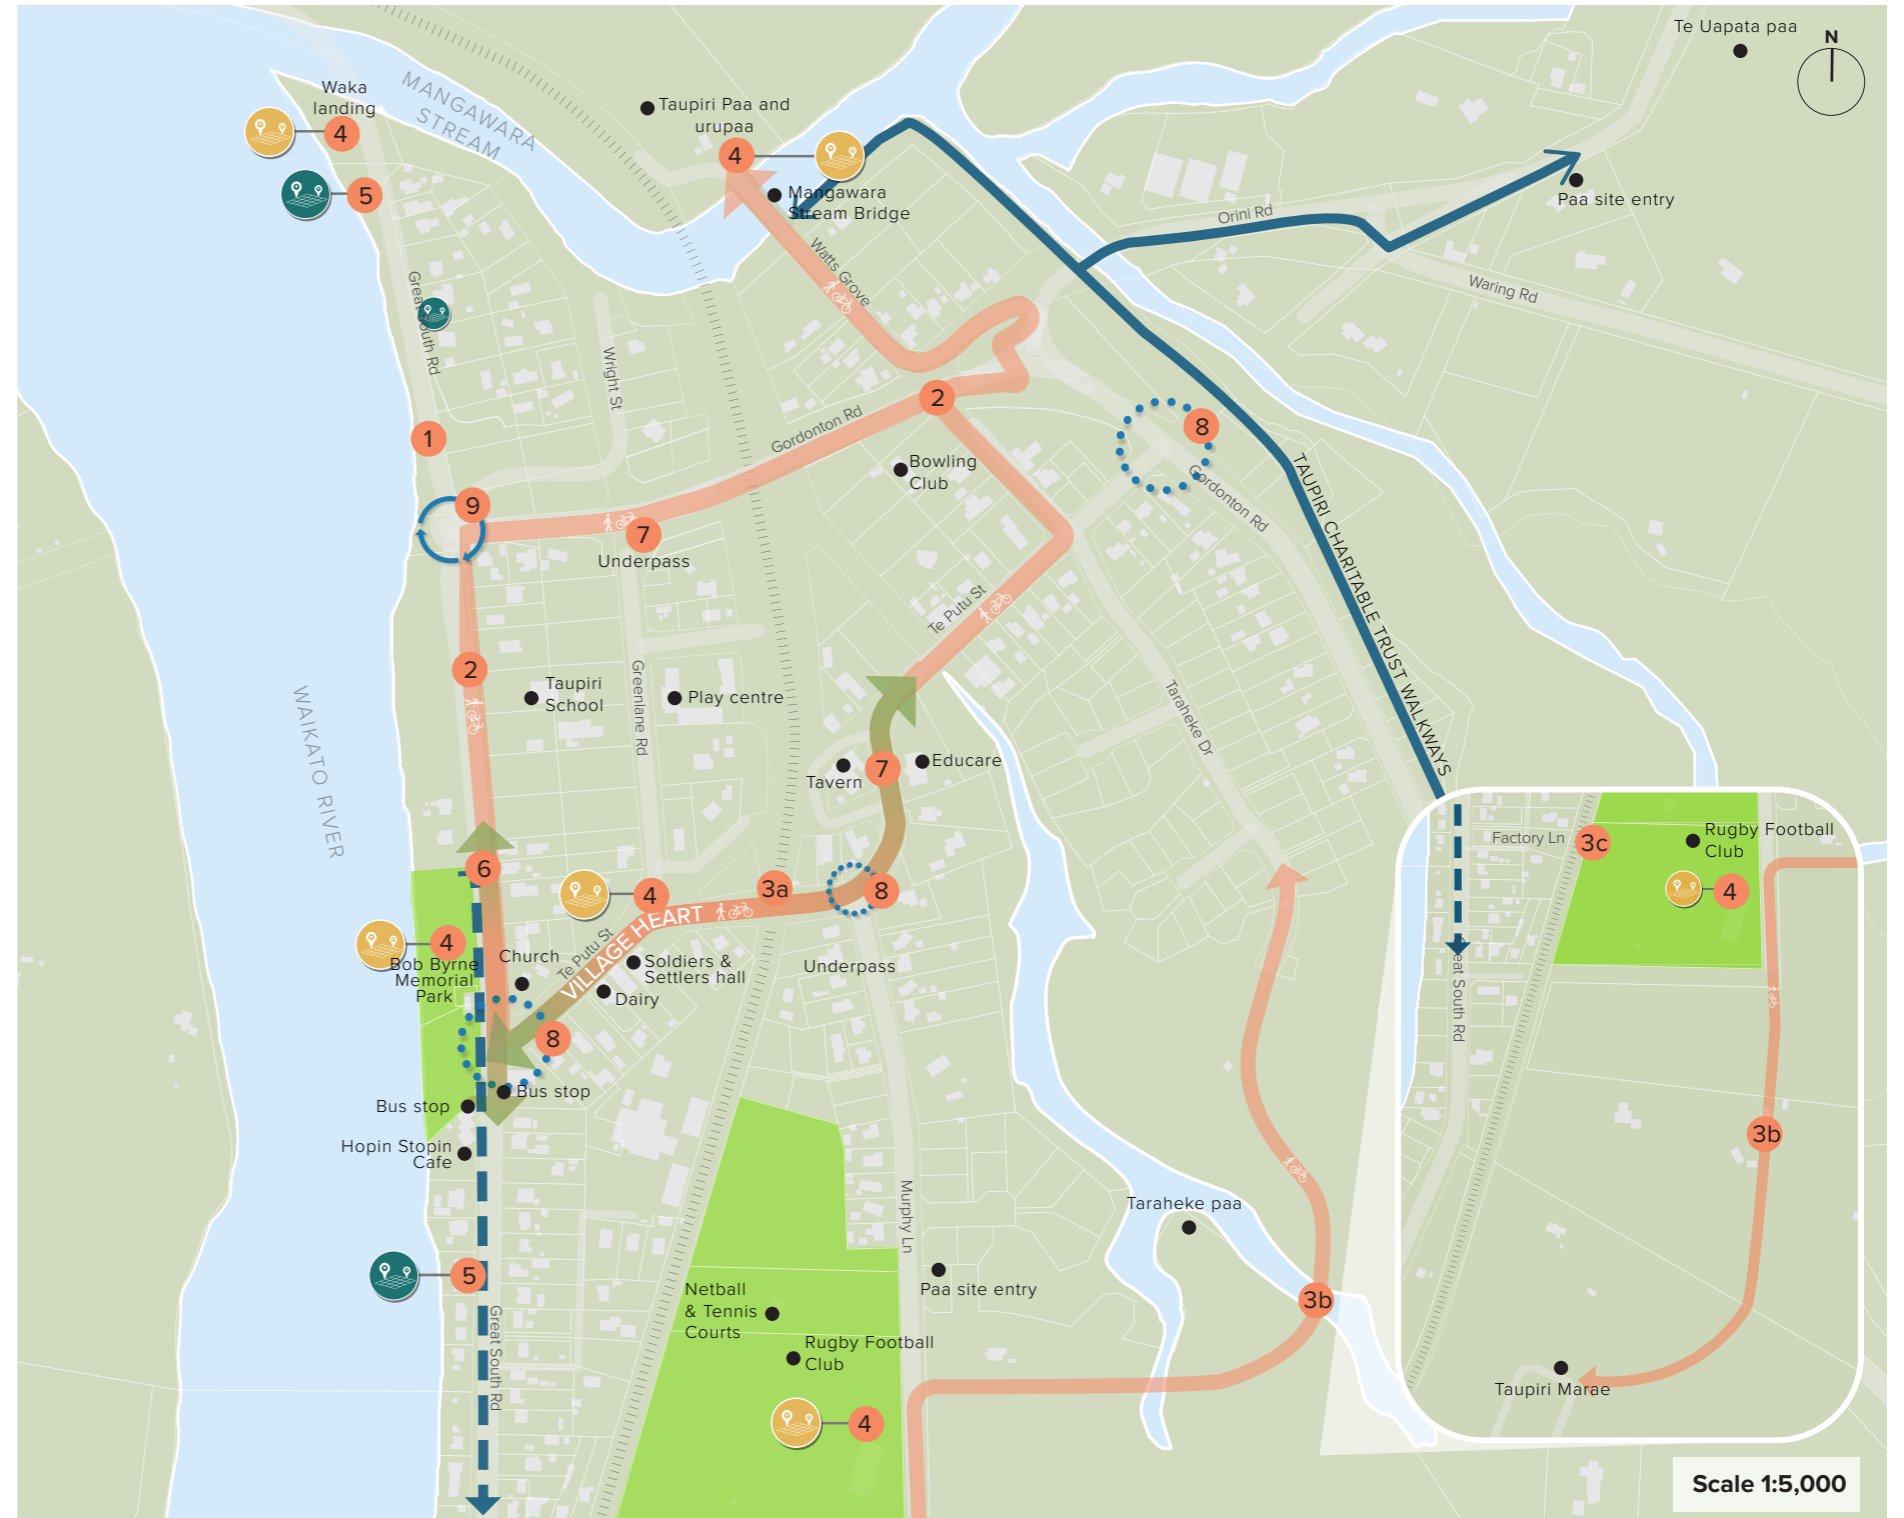 Te Uapata paa
N
Waka
landing
4
MANGAWARA
STREAM
Taupiri Paa and
urupaa
4
5
Mangawara
Stream Bridge
Paa site entry
Orini Rd
Waring Rd
Watts Grove
Great South Rd
Wright St
1
2
Gordonton Rd
8
Bowling
Club
Gordonton Rd
TAUPIRI CHARITABLE TRUST WALKWAYS
9
7
Underpass
Te Putu St
2
WAIKATO RIVER
Taupiri
School
Greenlane Rd
Play centre
Taraheke Dr
7
Educare
Tavern
6
4
3a
8
VILLAGE HEART
Te Putu St
4
Bob Byrne
Memorial
Park
Church
Soldiers &
Settlers hall
Dairy
Underpass
8
Bus stop
Bus stop
Hopin Stopin
Cafe
Murphy Ln
Taraheke paa
5
Great South Rd
Paa site entry
Netball
& Tennis
Courts
Rugby Football
Club
4
3b
Factory Ln
3c
Rugby Football
Club
4
eat South Rd
3b
Taupiri Marae
Scale 1:5,000